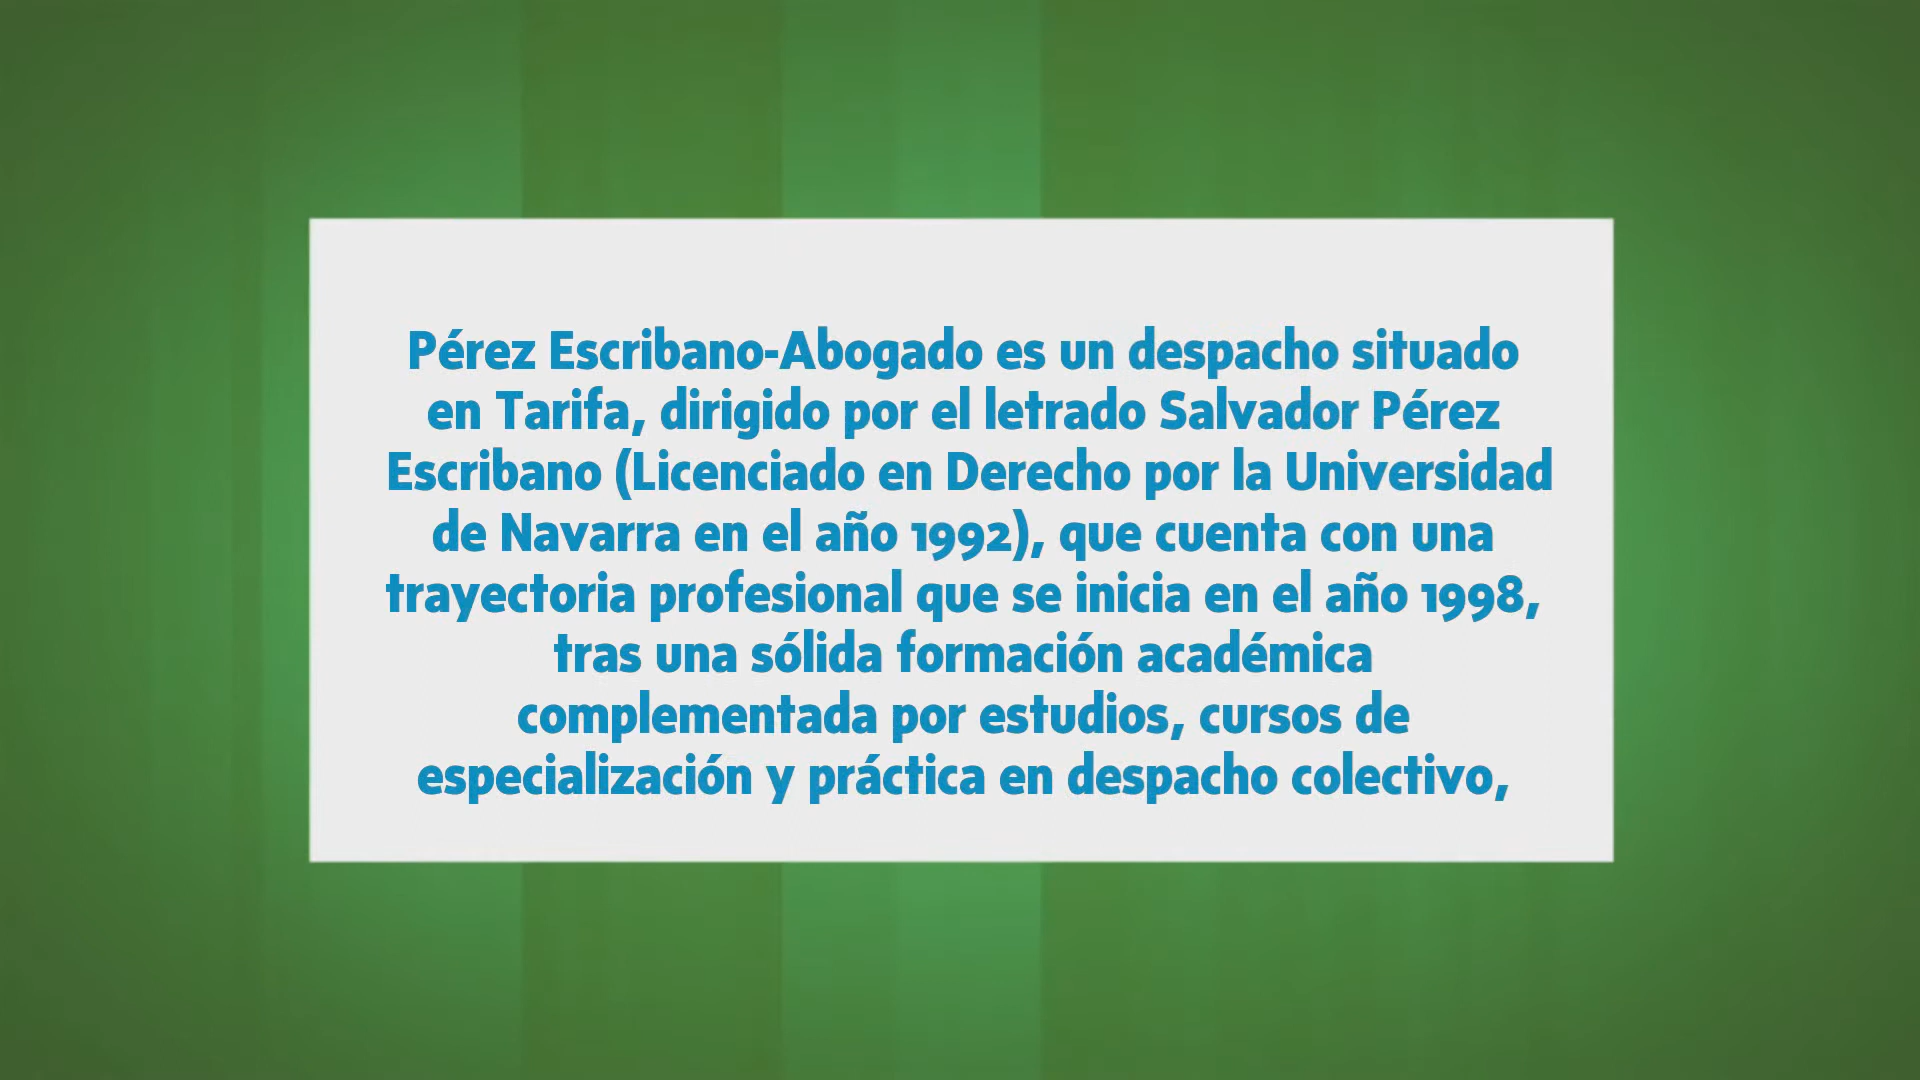 Pérez Escribano-Abogado es un despacho situado
en Tarifa, dirigido por el letrado Salvador Pérez
Escribano (Licenciado en Derecho por la Universidad
de Navarra en el año 1992), que cuenta con una
trayectoria profesional que se inicia en el año 1998,
tras una sólida formación académica
complementada por estudios, cursos de
especialización y práctica en despacho colectivo,